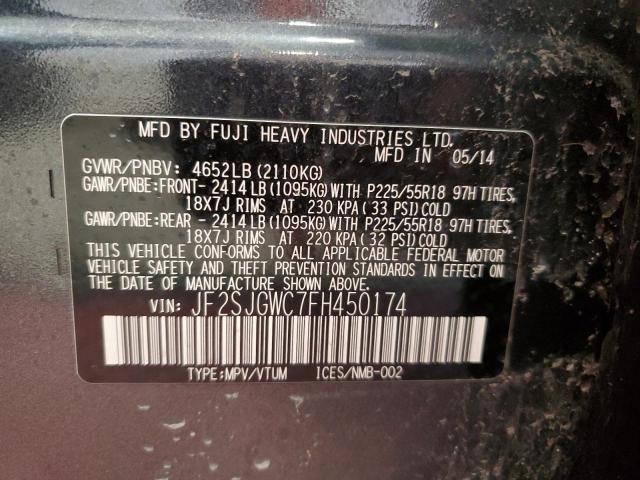 MFD BY FUJI HEAVY INDUSTRIES LTD.
MFD IN 05/14
GVWR/PNBV: 4652LB (2110KG)
GAWR/PNBE:FRONT- 2414LB (1095KG)WITH P225/55R18 97H TIRES,
18X7J RIMS AT 230 KPA (33 PSI)COLD
GAWR/PNBE:REAR - 2414LB (1095KG)WITH P225/55R18 97H TIRES,
18X7J RIMS AT 220 KPA (32 PSI)COLD
THIS VEHICLE CONFORMS TO ALL APPLICABLE FEDERAL MOTOR
VEHICLE SAFETY AND THEFT PREVENTION STANDARDS IN EFFECT ON
THE DATE OF MANUFACTURE SHOWN ABOVE.
VIN: JF2SJGWC7FH450174
TYPE:MPV/VTUM ICES/NMB-002